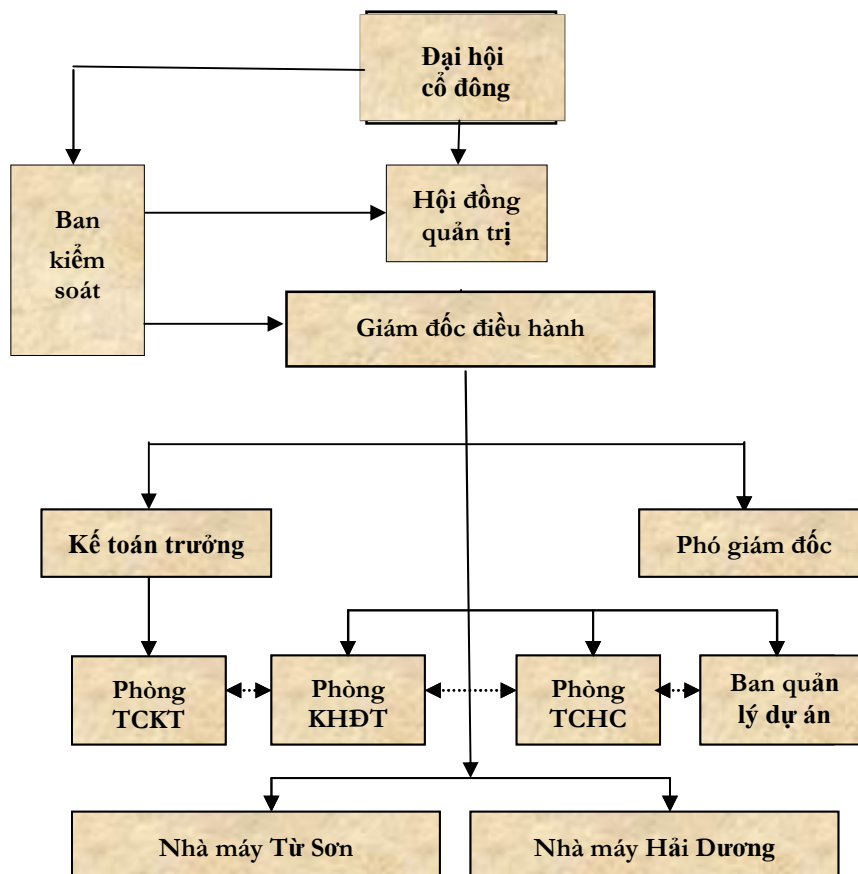 Đại hội
cổ đông
Hội đồng
quản trị
Ban
kiểm
soát
Giám đốc điều hành
Kế toán trưởng
Phó giám đốc
Phòng
TCKT
Phòng
KHĐT
Phòng
TCHC
Ban quản
lý dự án
Nhà máy Từ Sơn
Nhà máy Hải Dương